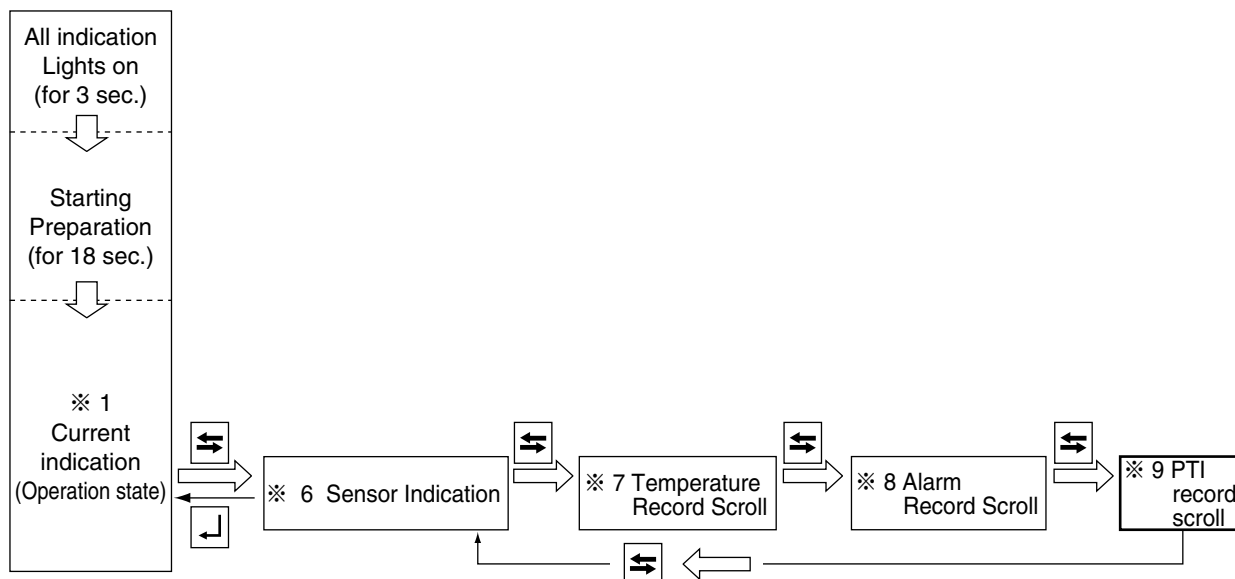 All indication
Lights on
(for 3 sec.)
Starting
Preparation
(for 18 sec.)
※ 1
Current
indication
(Operation state)
※ 6 Sensor Indication
※ 7 Temperature
Record Scroll
※ 8 Alarm
Record Scroll
※ 9 PTI
record
scroll